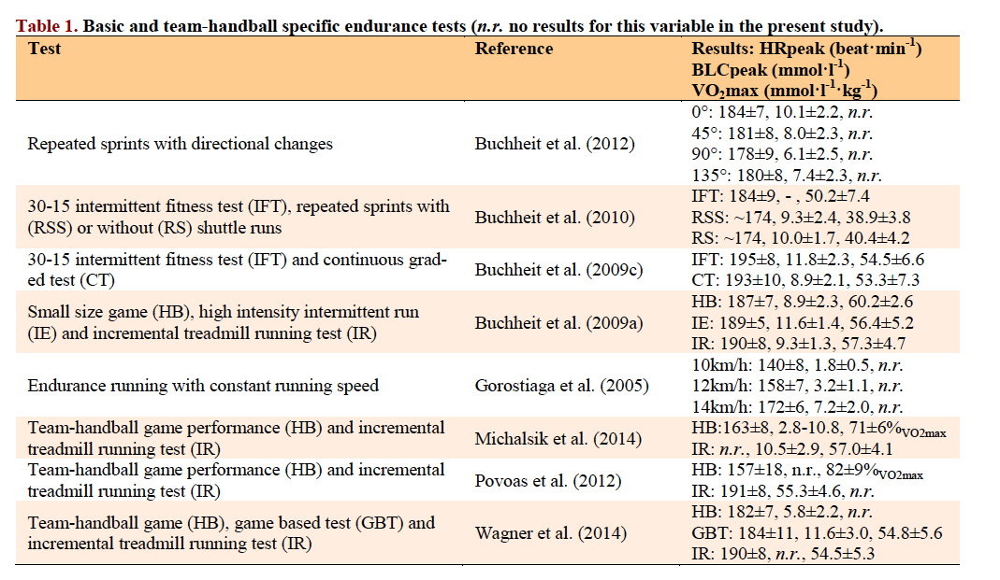 Table 1. Basic and team-handball specific endurance tests (n.r. no results for this variable in the present study).
Test Reference Results: HRpeak (beat·min⁻¹)
BLCpeak (mmol·l⁻¹)
VO₂max (mmol·l⁻¹·kg⁻¹)
Repeated sprints with directional changes Buchheit et al. (2012) 0°: 184±7, 10.1±2.2, n.r.
45°: 181±8, 8.0±2.3, n.r.
90°: 178±9, 6.1±2.5, n.r.
135°: 180±8, 7.4±2.3, n.r.
30-15 intermittent fitness test (IFT), repeated sprints with
(RSS) or without (RS) shuttle runs
Buchheit et al. (2010)
IFT: 184±9, - , 50.2±7.4
RSS: ~174, 9.3±2.4, 38.9±3.8
RS: ~174, 10.0±1.7, 40.4±4.2
30-15 intermittent fitness test (IFT) and continuous grad-
ed test (CT)
Buchheit et al. (2009c)
IFT: 195±8, 11.8±2.3, 54.5±6.6
CT: 193±10, 8.9±2.1, 53.3±7.3
Small size game (HB), high intensity intermittent run
(IE) and incremental treadmill running test (IR)
Buchheit et al. (2009a)
HB: 187±7, 8.9±2.3, 60.2±2.6
IE: 189±5, 11.6±1.4, 56.4±5.2
IR: 190±8, 9.3±1.3, 57.3±4.7
Endurance running with constant running speed
Gorostiaga et al. (2005)
10km/h: 140±8, 1.8±0.5, n.r.
12km/h: 158±7, 3.2±1.1, n.r.
14km/h: 172±6, 7.2±2.0, n.r.
Team-handball game performance (HB) and incremental
treadmill running test (IR)
Michalsik et al. (2014)
HB:163±8, 2.8-10.8, 71±6%VO2max
IR: n.r., 10.5±2.9, 57.0±4.1
Team-handball game performance (HB) and incremental
treadmill running test (IR)
Povoas et al. (2012)
HB: 157±18, n.r., 82±9%VO2max
IR: 191±8, 55.3±4.6, n.r.
Team-handball game (HB), game based test (GBT) and
incremental treadmill running test (IR)
Wagner et al. (2014)
HB: 182±7, 5.8±2.2, n.r.
GBT: 184±11, 11.6±3.0, 54.8±5.6
IR: 190±8, n.r., 54.5±5.3